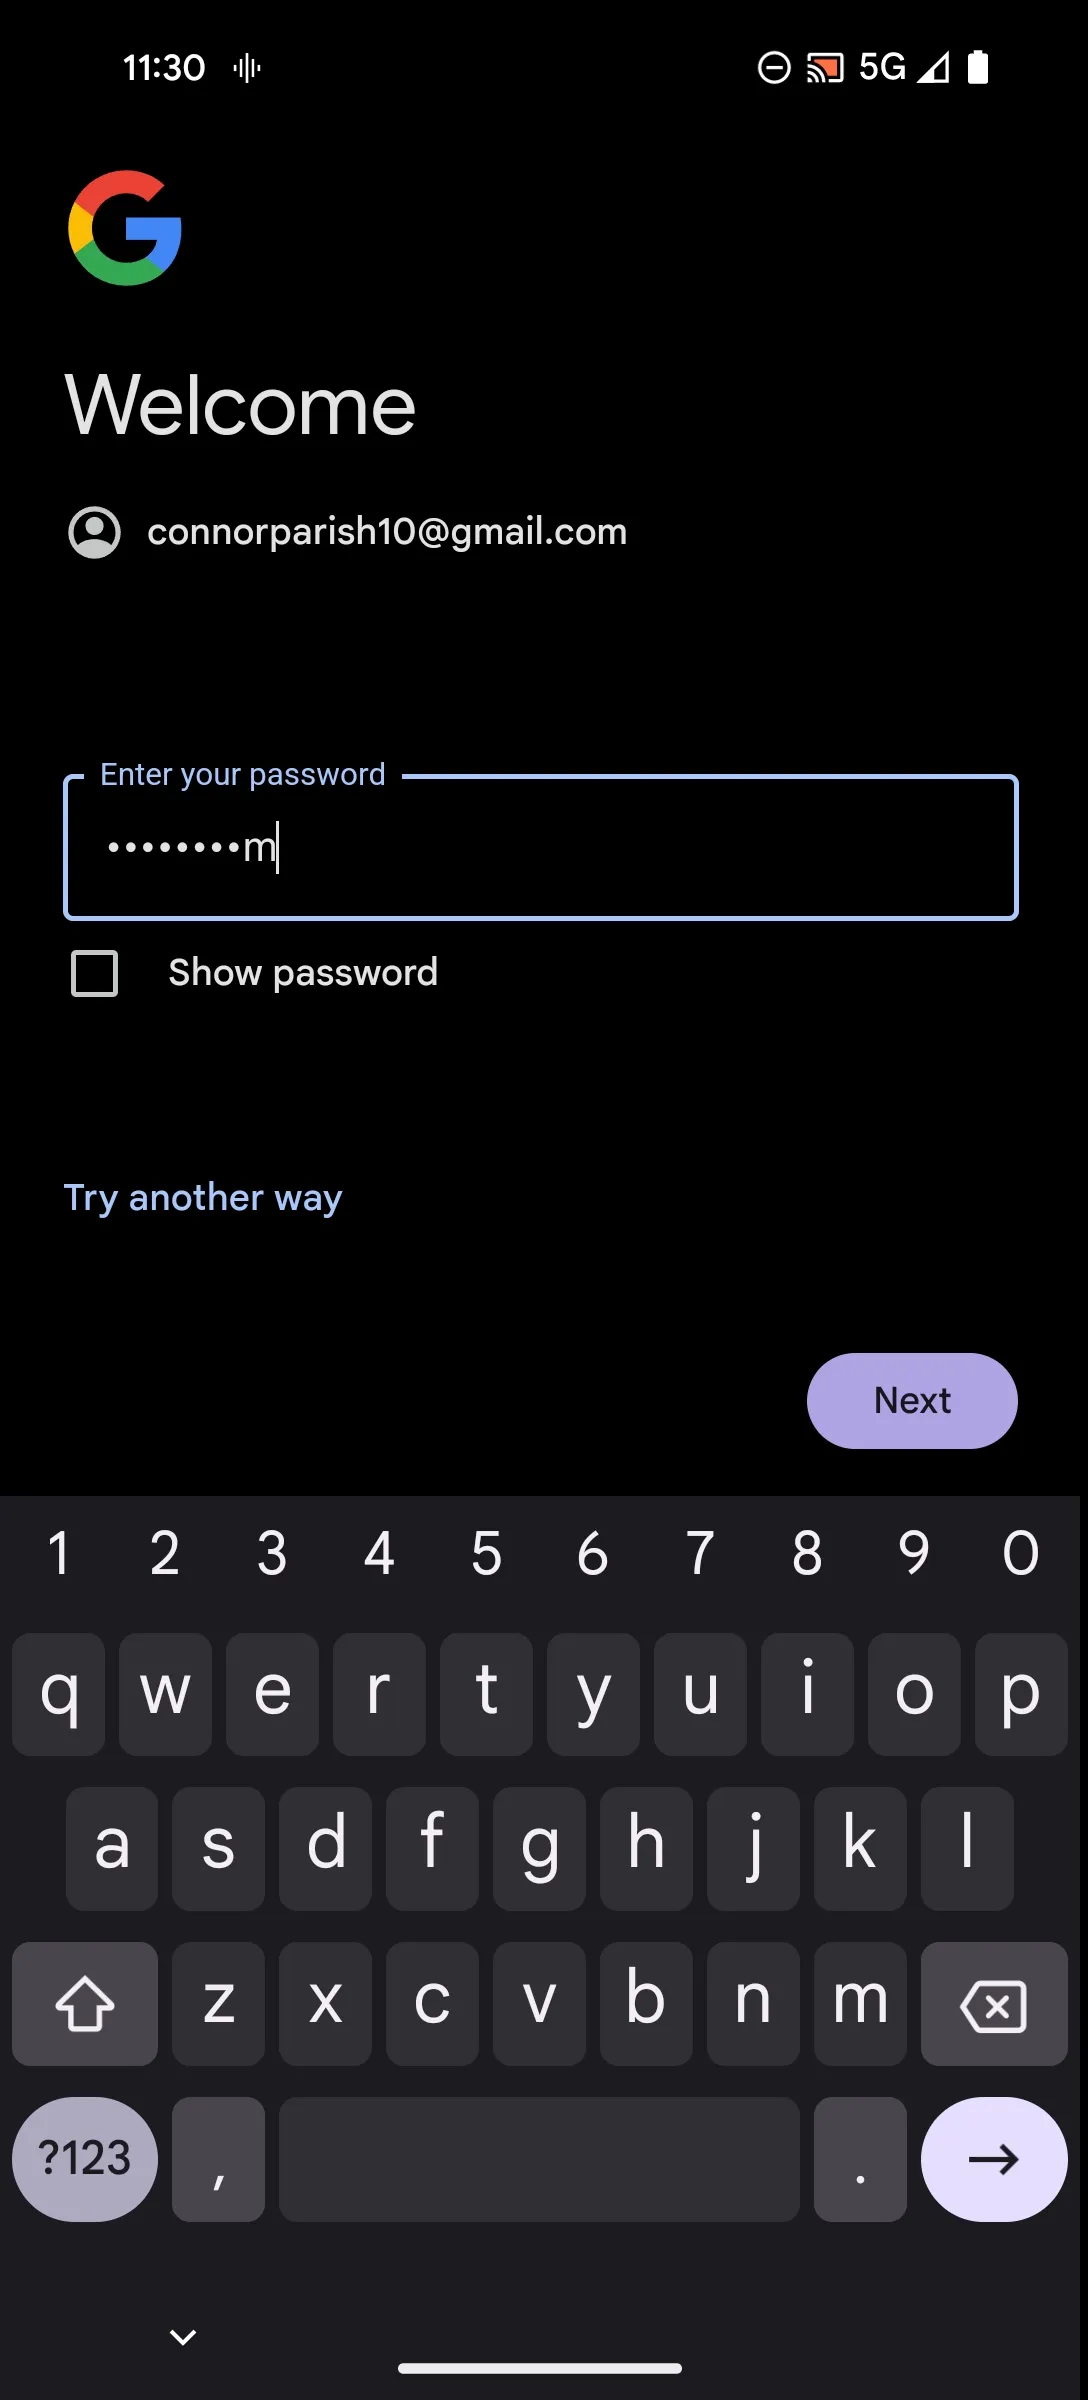 11:30 5G
Welcome
connorparish10@gmail.com
Enter your password
••••••••m
Show password
Try another way
Next
1 2 3 4 5 6 7 8 9 0
q w e r t y u i o p
a s d f g h j k l
z x c v b n m
?123 , .